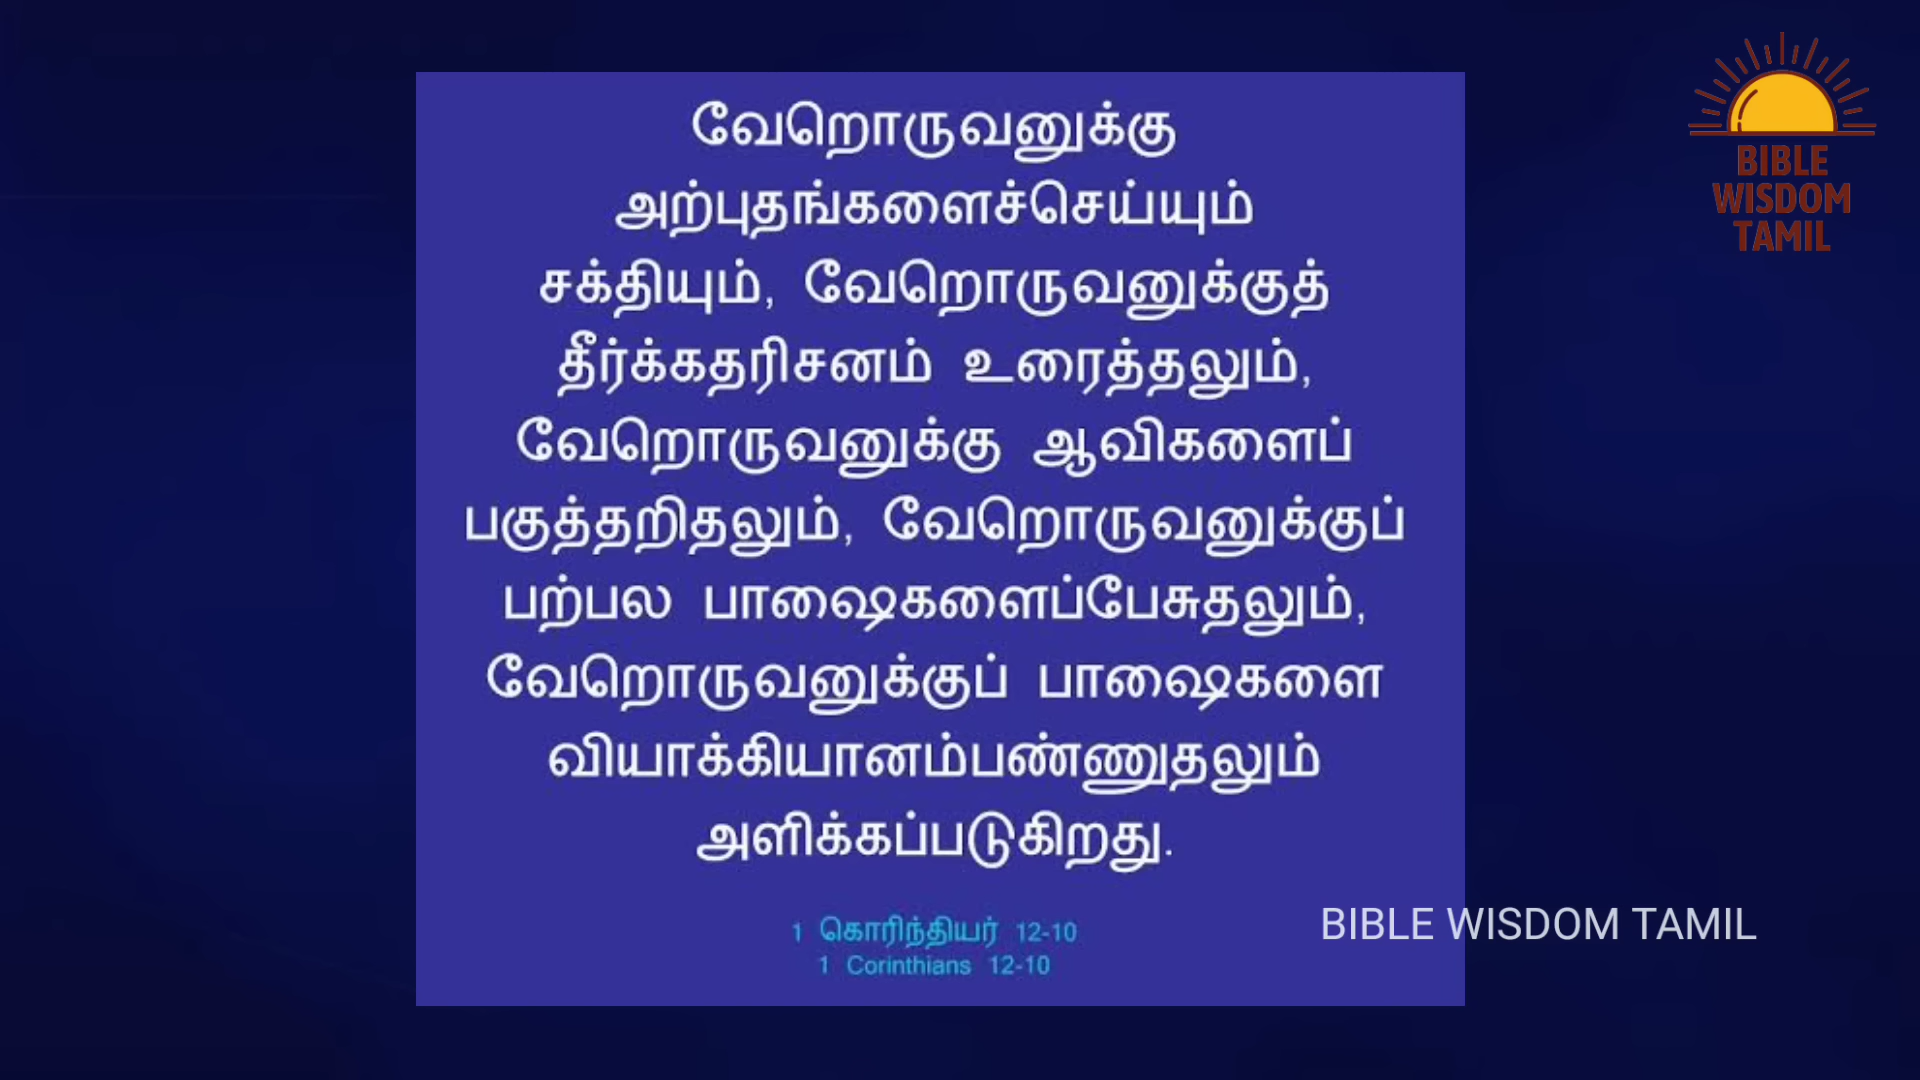 வேறொருவனுக்கு
அற்புதங்களைச்செய்யும்
சக்தியும், வேறொருவனுக்குத்
தீர்க்கதரிசனம் உரைத்தலும்,
வேறொருவனுக்கு ஆவிகளைப்
பகுத்தறிதலும், வேறொருவனுக்குப்
பற்பல பாஷைகளைப்பேசுதலும்,
வேறொருவனுக்குப் பாஷைகளை
வியாக்கியானம்பண்ணுதலும்
அளிக்கப்படுகிறது.
1 கொரிந்தியர் 12-10
1 Corinthians 12-10
BIBLE
WISDOM
TAMIL
BIBLE WISDOM TAMIL